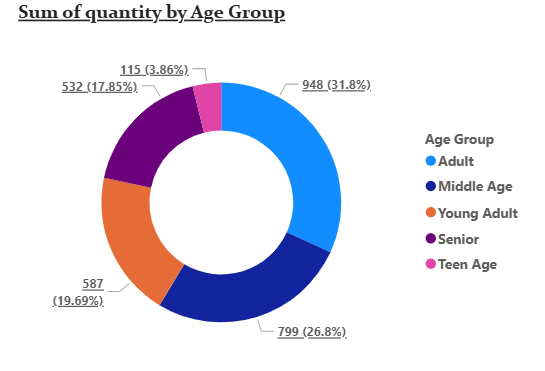 Sum of quantity by Age Group
115 (3.86%)
532 (17.85%)
948 (31.8%)
Age Group
Adult
Middle Age
Young Adult
Senior
Teen Age
587
(19.69%)
799 (26.8%)